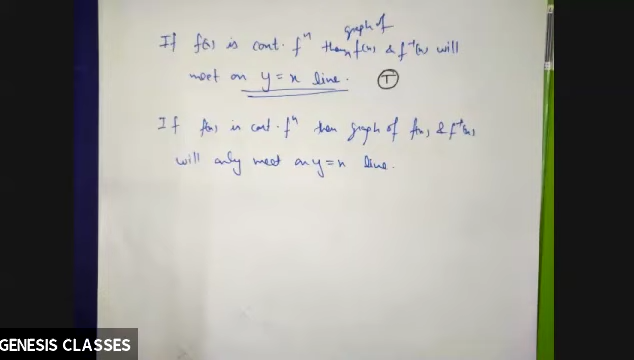 graph of
If f(x) is cont. fⁿ then f(x) & f⁻¹(x) will
meet on y = x line. T
If f(x) is cont. fⁿ then graph of f(x) & f⁻¹(x)
will only meet on y = x line.
GENESIS CLASSES